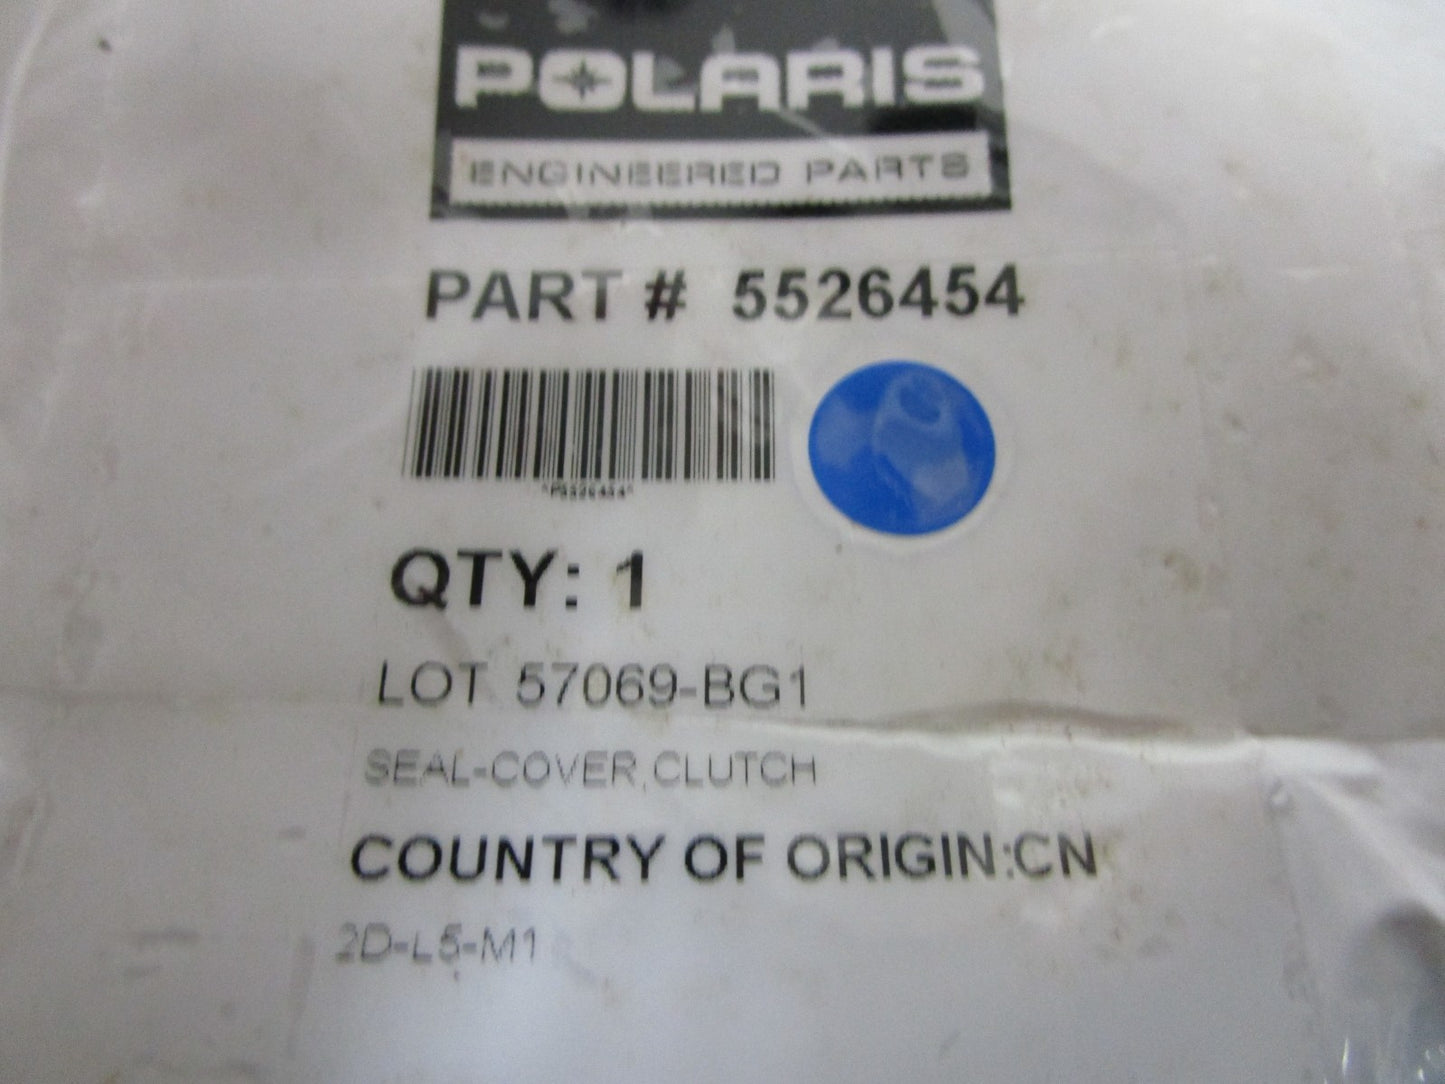 POLARIS
ENGINEERED PARTS
PART # 5526454
*P5526454*
QTY: 1
LOT 57069-BG1
SEAL-COVER,CLUTCH
COUNTRY OF ORIGIN:CN
2D-L5-M1